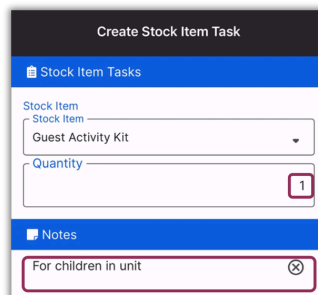 Create Stock Item Task
Stock Item Tasks
Stock Item
Stock Item
Guest Activity Kit
Quantity
1
Notes
For children in unit